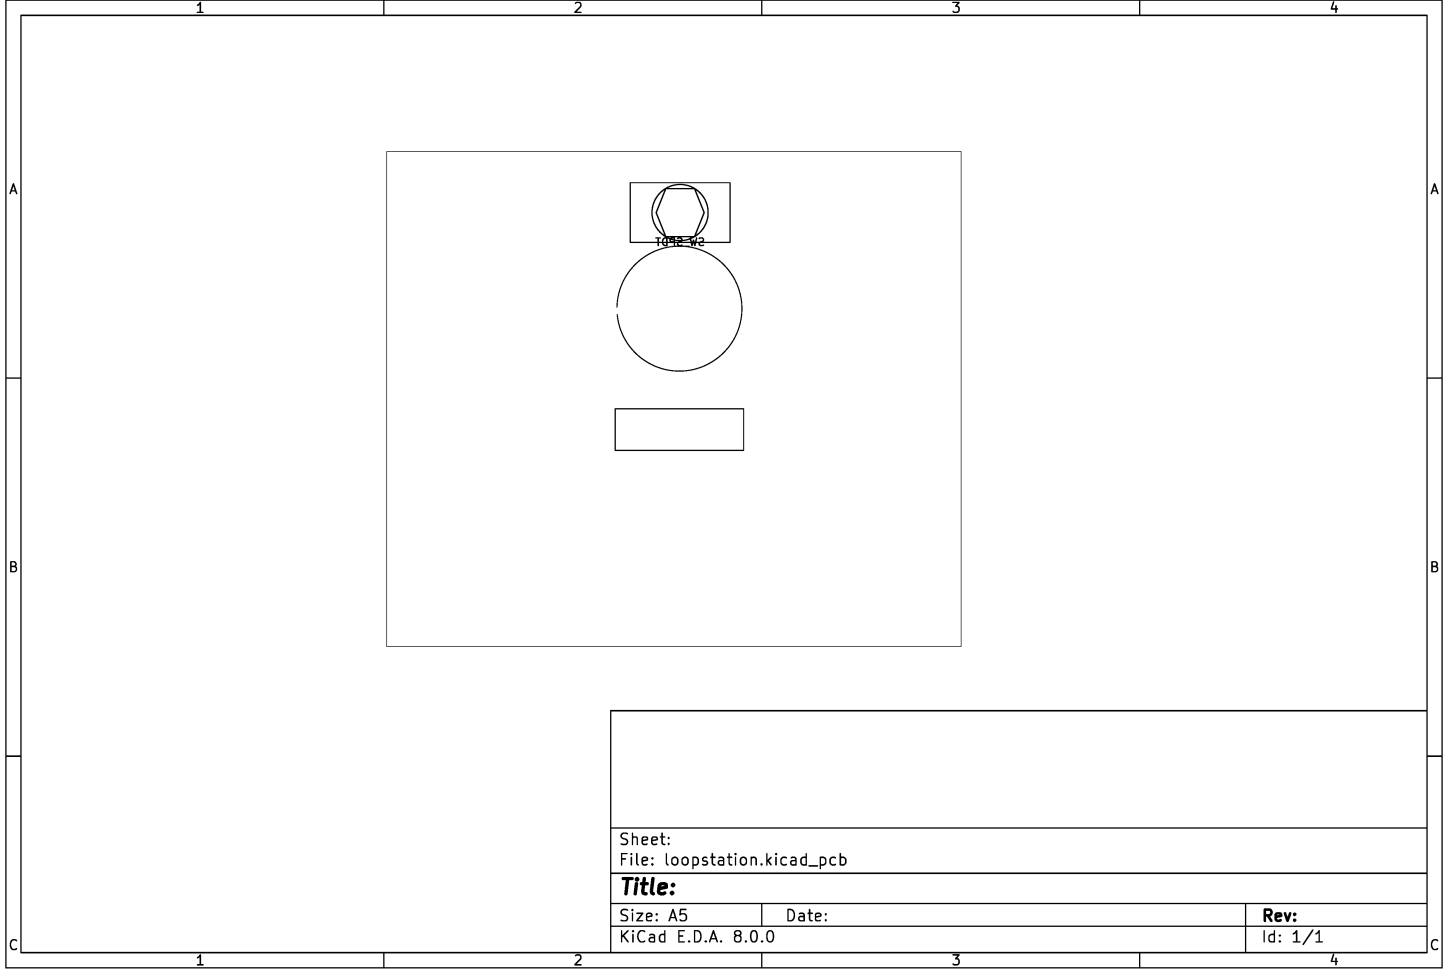 1 2 3 4
A A
SW_SPDT
B B
Sheet:
File: loopstation.kicad_pcb
Title:
Size: A5 Date: Rev:
KiCad E.D.A. 8.0.0 Id: 1/1
C C
1 2 3 4